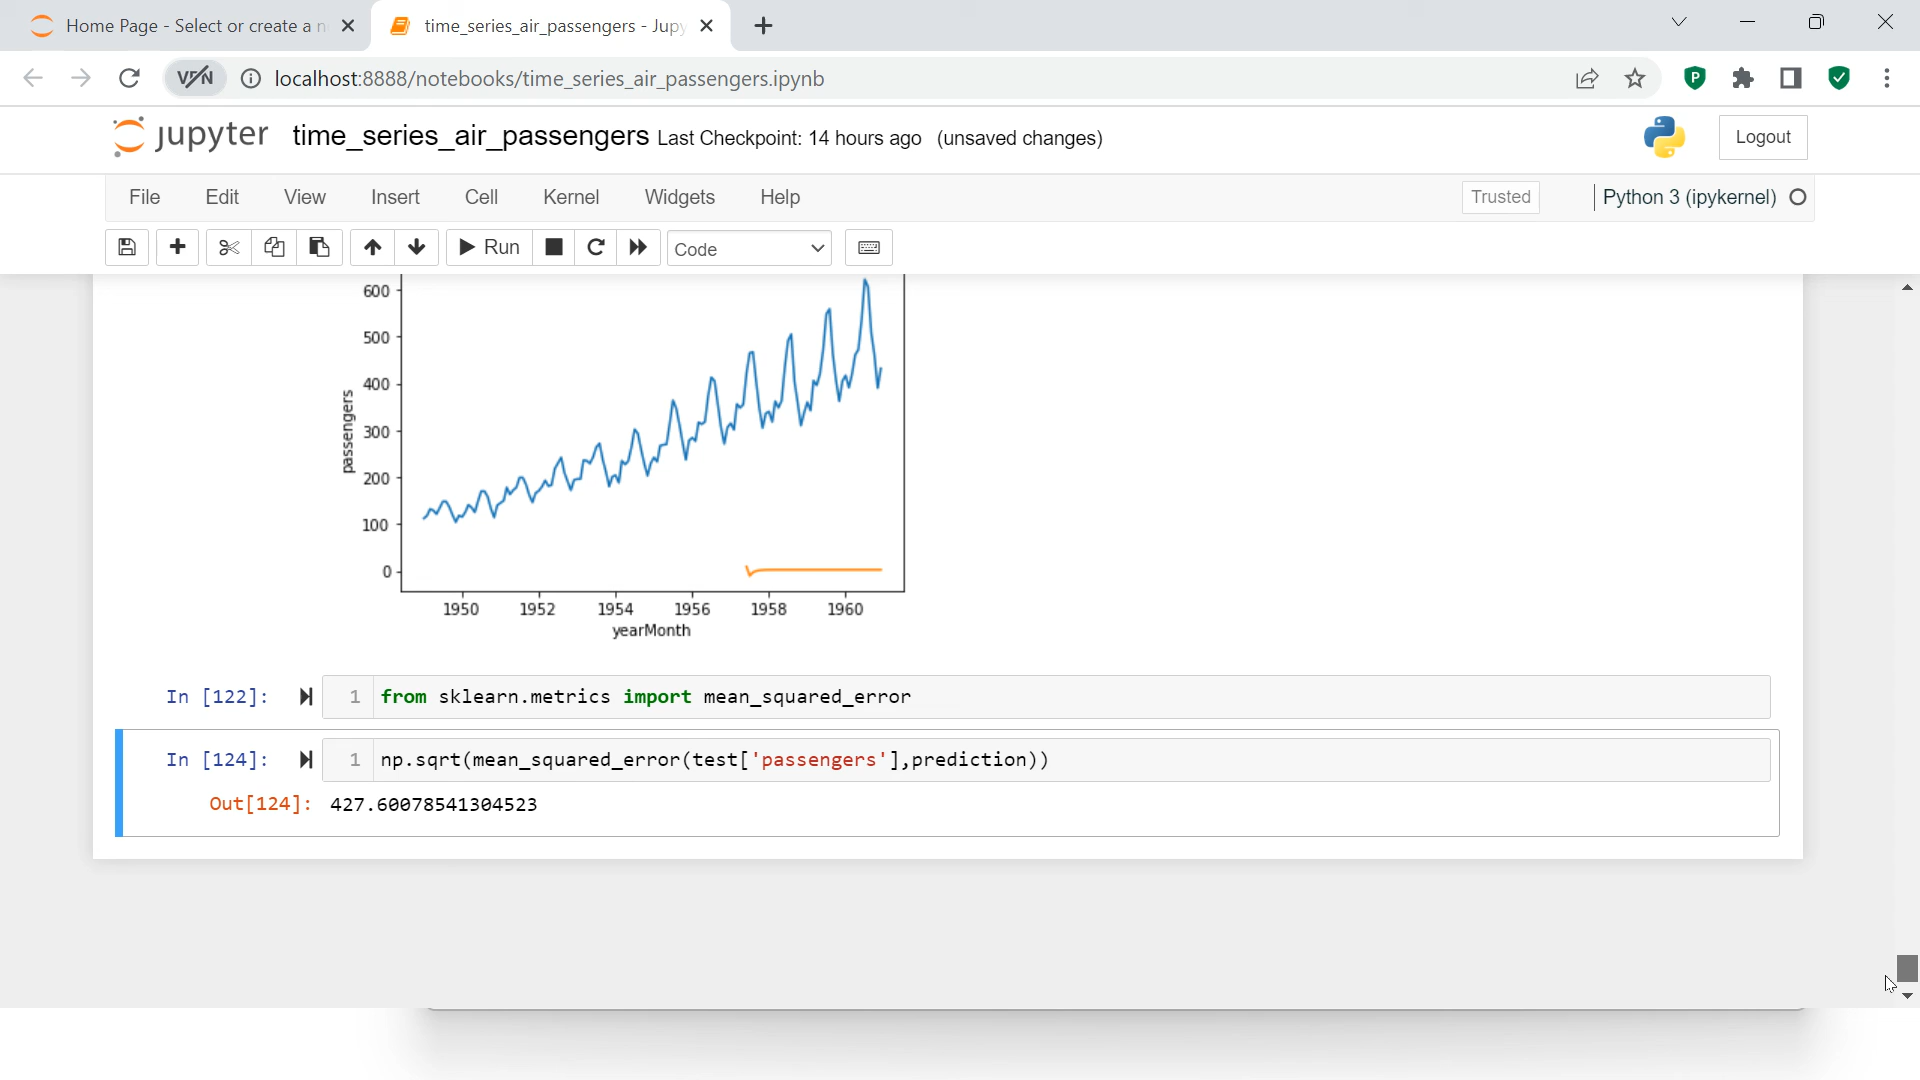 Home Page - Select or create a n
time_series_air_passengers - Jupy
VPN
localhost:8888/notebooks/time_series_air_passengers.ipynb
P
jupyter time_series_air_passengers Last Checkpoint: 14 hours ago (unsaved changes)
Logout
File Edit View Insert Cell Kernel Widgets Help
Trusted
Python 3 (ipykernel)
Run
Code
600
500
400
300
200
100
0
passengers
1950 1952 1954 1956 1958 1960
yearMonth
In [122]: 1 from sklearn.metrics import mean_squared_error
In [124]: 1 np.sqrt(mean_squared_error(test['passengers'],prediction))
Out[124]: 427.60078541304523